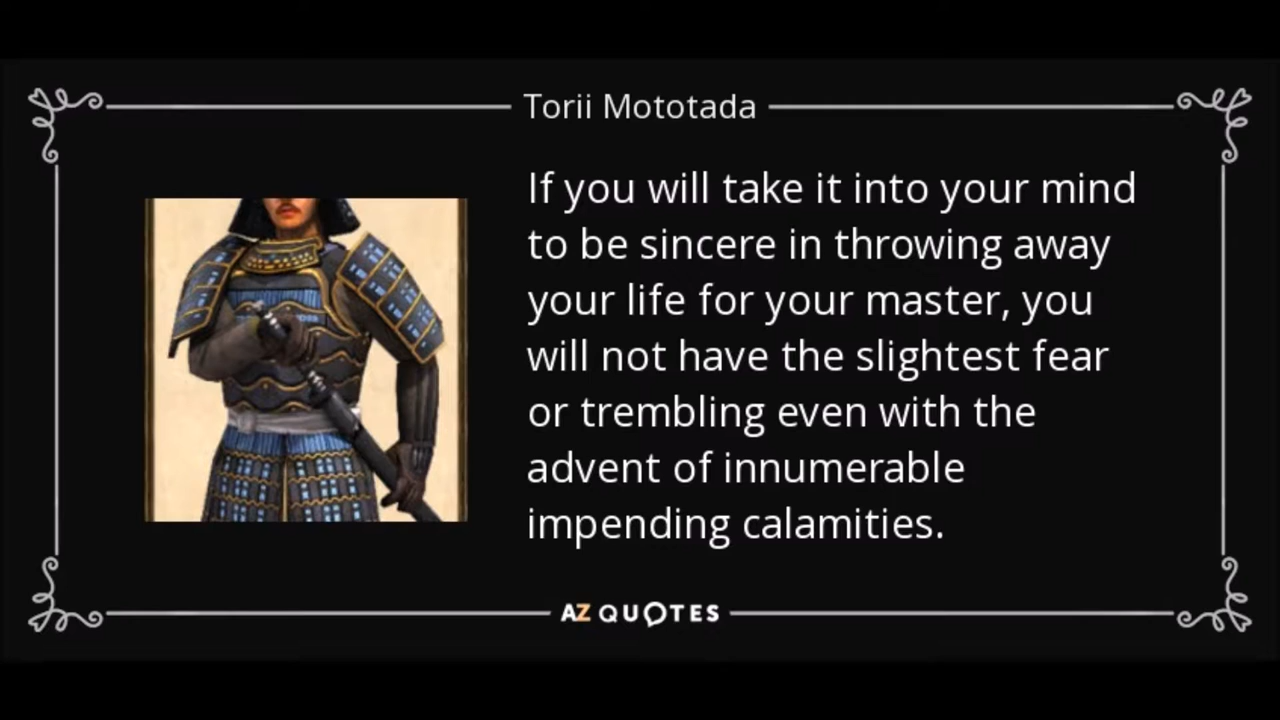 Torii Mototada
If you will take it into your mind
to be sincere in throwing away
your life for your master, you
will not have the slightest fear
or trembling even with the
advent of innumerable
impending calamities.
AZ QUOTES